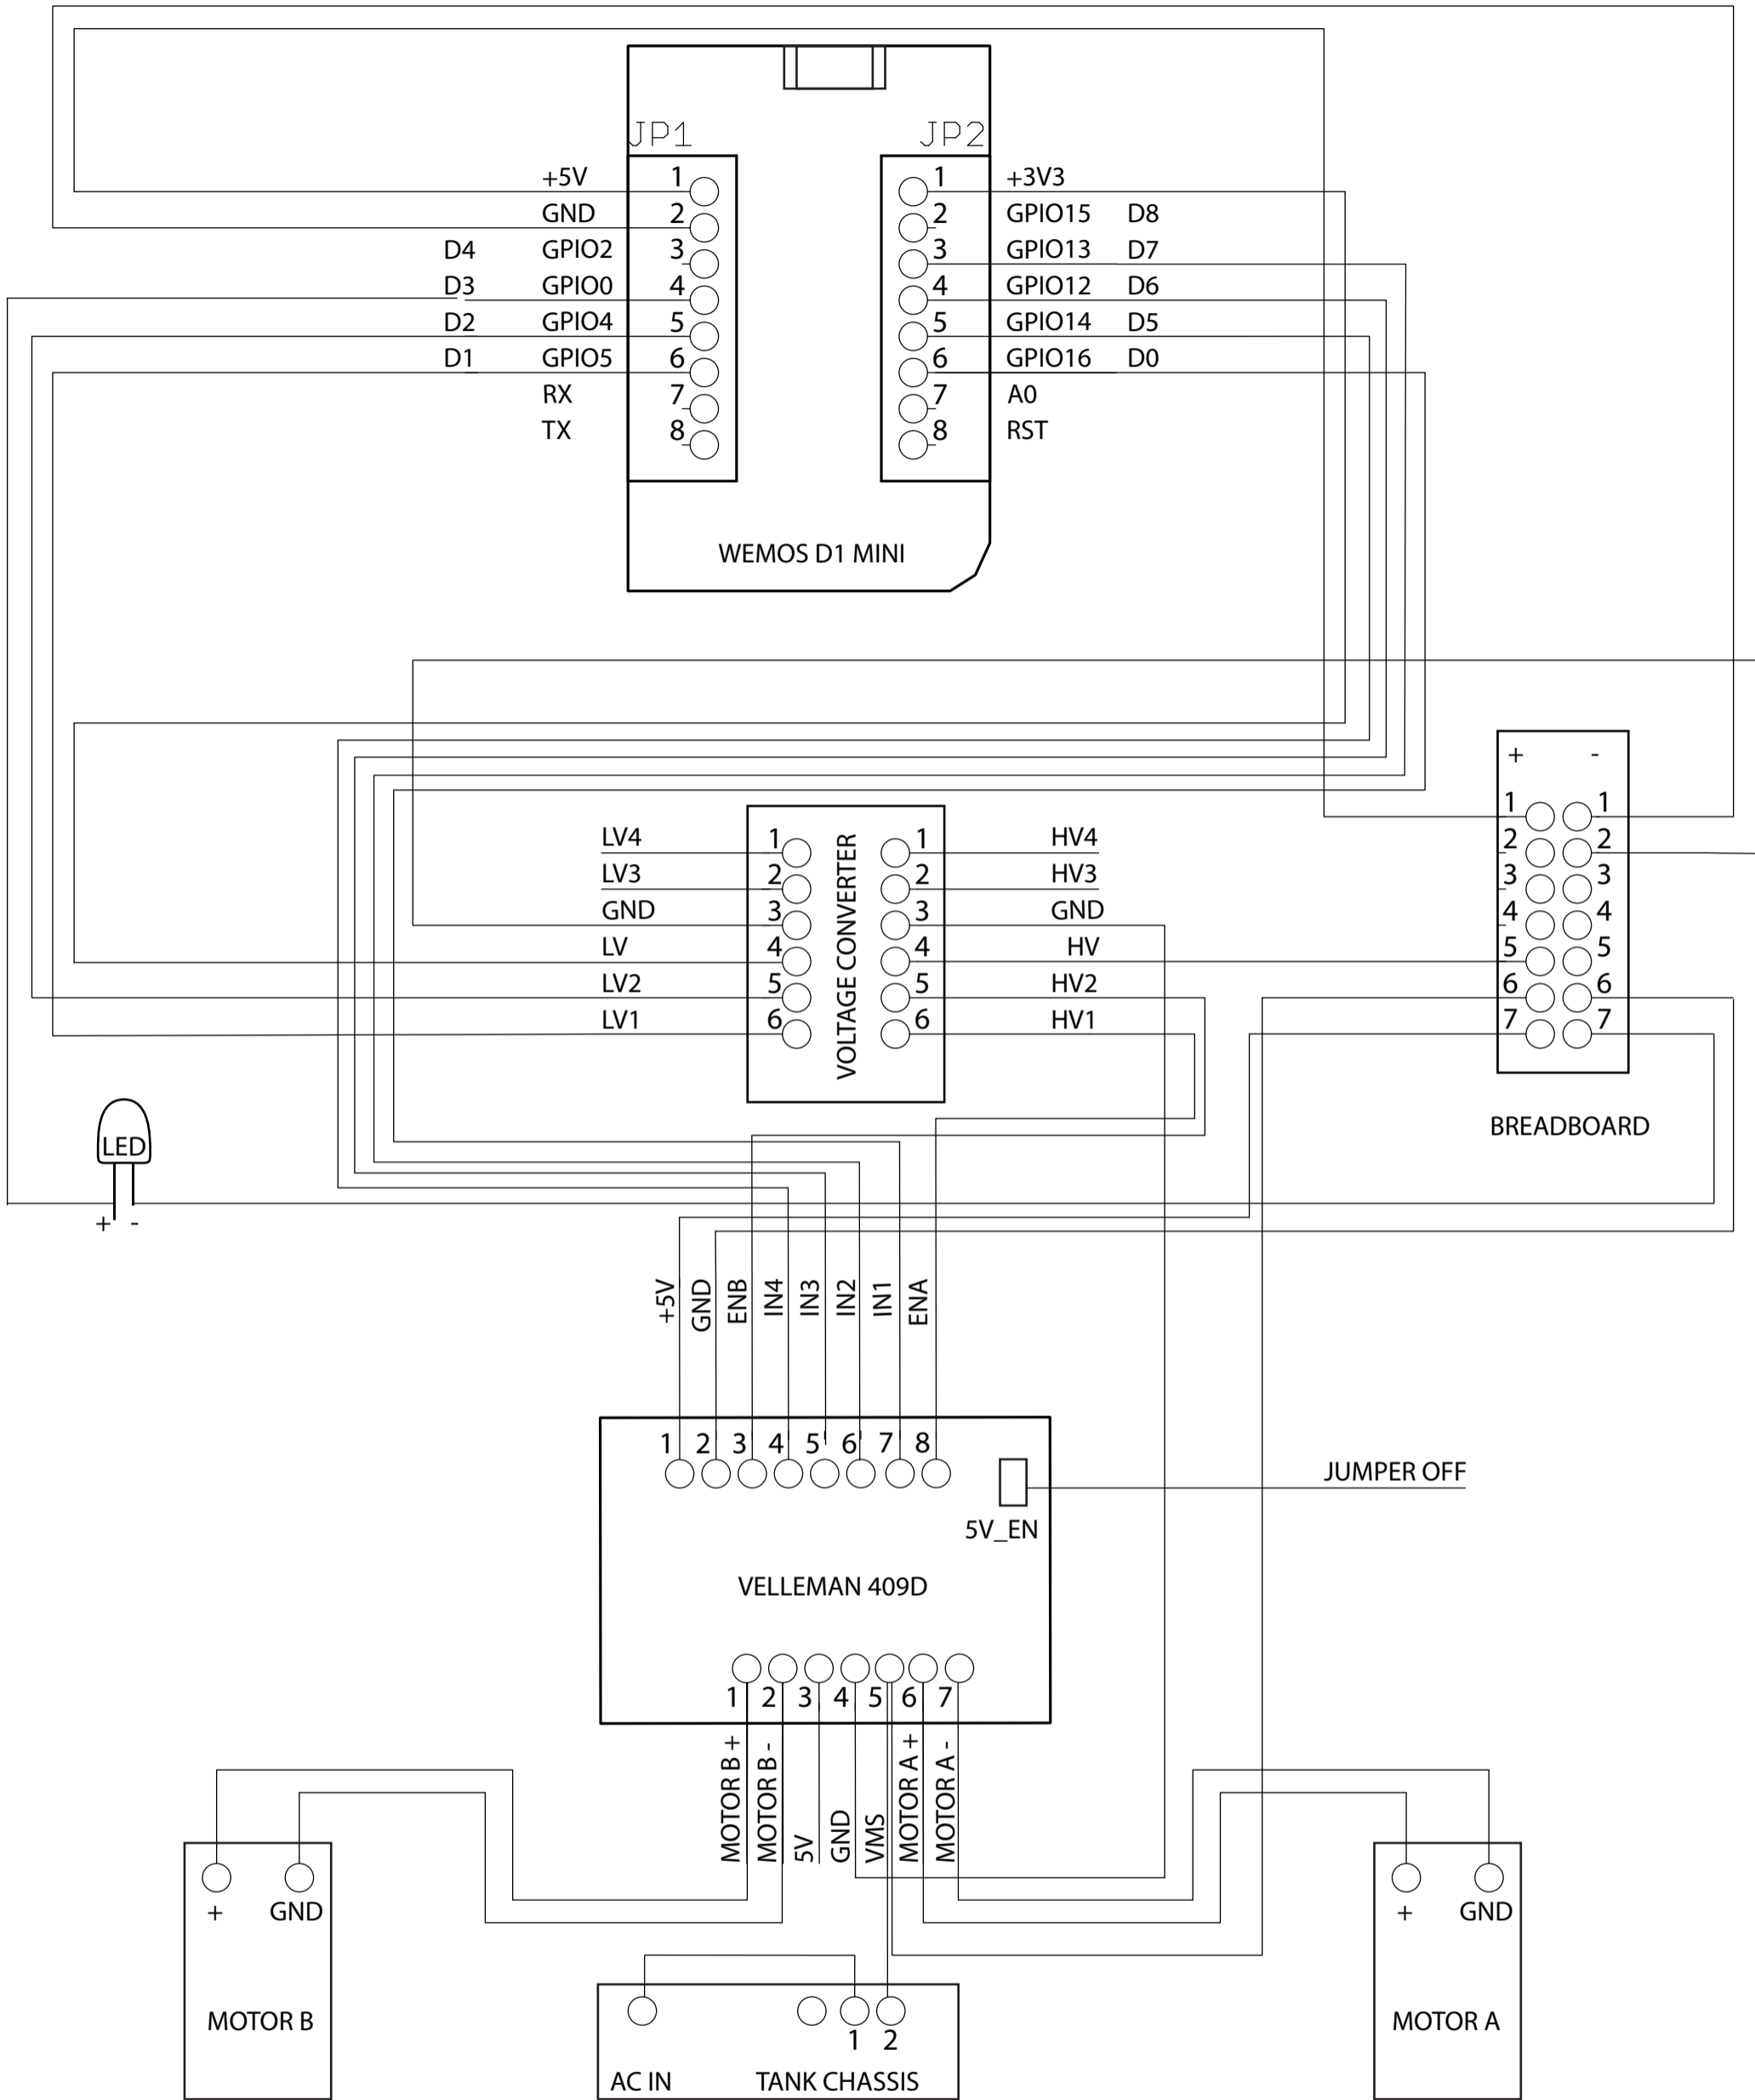 JP1 JP2
+5V 1 1 +3V3
GND 2 2 GPIO15 D8
D4 GPIO2 3 3 GPIO13 D7
D3 GPIO0 4 4 GPIO12 D6
D2 GPIO4 5 5 GPIO14 D5
D1 GPIO5 6 6 GPIO16 D0
RX 7 7 A0
TX 8 8 RST
WEMOS D1 MINI
+ -
1 1
2 2
3 3
4 4
5 5
6 6
7 7
BREADBOARD
LV4 1 1 HV4
LV3 2 2 HV3
GND 3 3 GND
LV 4 4 HV
LV2 5 5 HV2
LV1 6 6 HV1
VOLTAGE CONVERTER
LED
+ -
+5V
GND
ENB
IN4
IN3
IN2
IN1
ENA
1 2 3 4 5 6 7 8
JUMPER OFF
5V_EN
VELLEMAN 409D
1 2 3 4 5 6 7
MOTOR B +
MOTOR B -
5V
GND
VMS
MOTOR A +
MOTOR A -
+ GND
MOTOR B
1 2
AC IN TANK CHASSIS
+ GND
MOTOR A